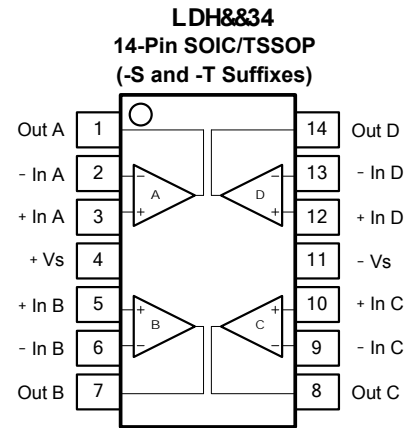 LDH&&34
14-Pin SOIC/TSSOP
(-S and -T Suffixes)
Out A 1 14 Out D
- In A 2 − − 13 - In D
A D
+ In A 3 + + 12 + In D
+ Vs 4 11 - Vs
+ In B 5 + + 10 + In C
B C
- In B 6 − − 9 - In C
Out B 7 8 Out C